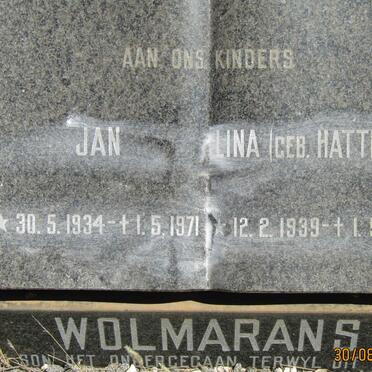 AAN ONS KINDERS
JAN LINA (GEB. HATT
★ 30. 5. 1934 - † 1. 5. 1971 ★ 12. 2. 1939 - † 1.
WOLMARANS
SON HET ONDERGEGAAN TERWYL DIT
30/08